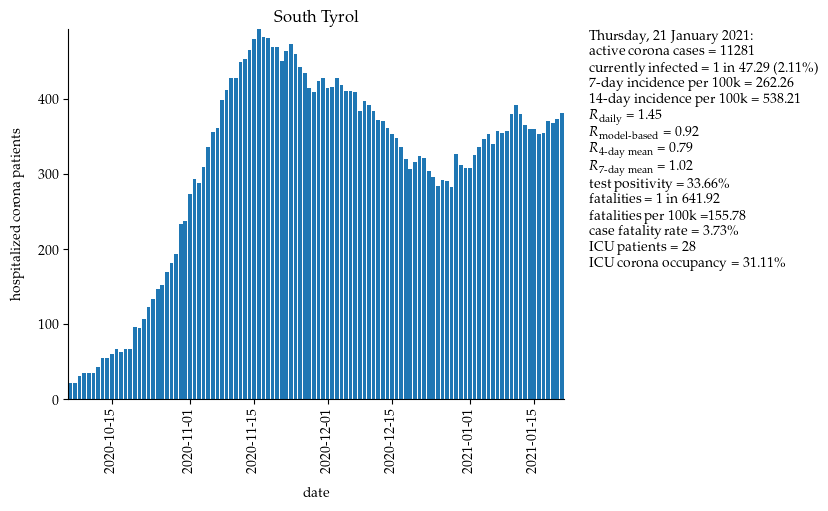 South Tyrol
hospitalized corona patients
400
300
200
100
0
2020-10-15
2020-11-01
2020-11-15
2020-12-01
2020-12-15
2021-01-01
2021-01-15
date
Thursday, 21 January 2021:
active corona cases = 11281
currently infected = 1 in 47.29 (2.11%)
7-day incidence per 100k = 262.26
14-day incidence per 100k = 538.21
R daily = 1.45
R model-based = 0.92
R 4-day mean = 0.79
R 7-day mean = 1.02
test positivity = 33.66%
fatalities = 1 in 641.92
fatalities per 100k =155.78
case fatality rate = 3.73%
ICU patients = 28
ICU corona occupancy = 31.11%